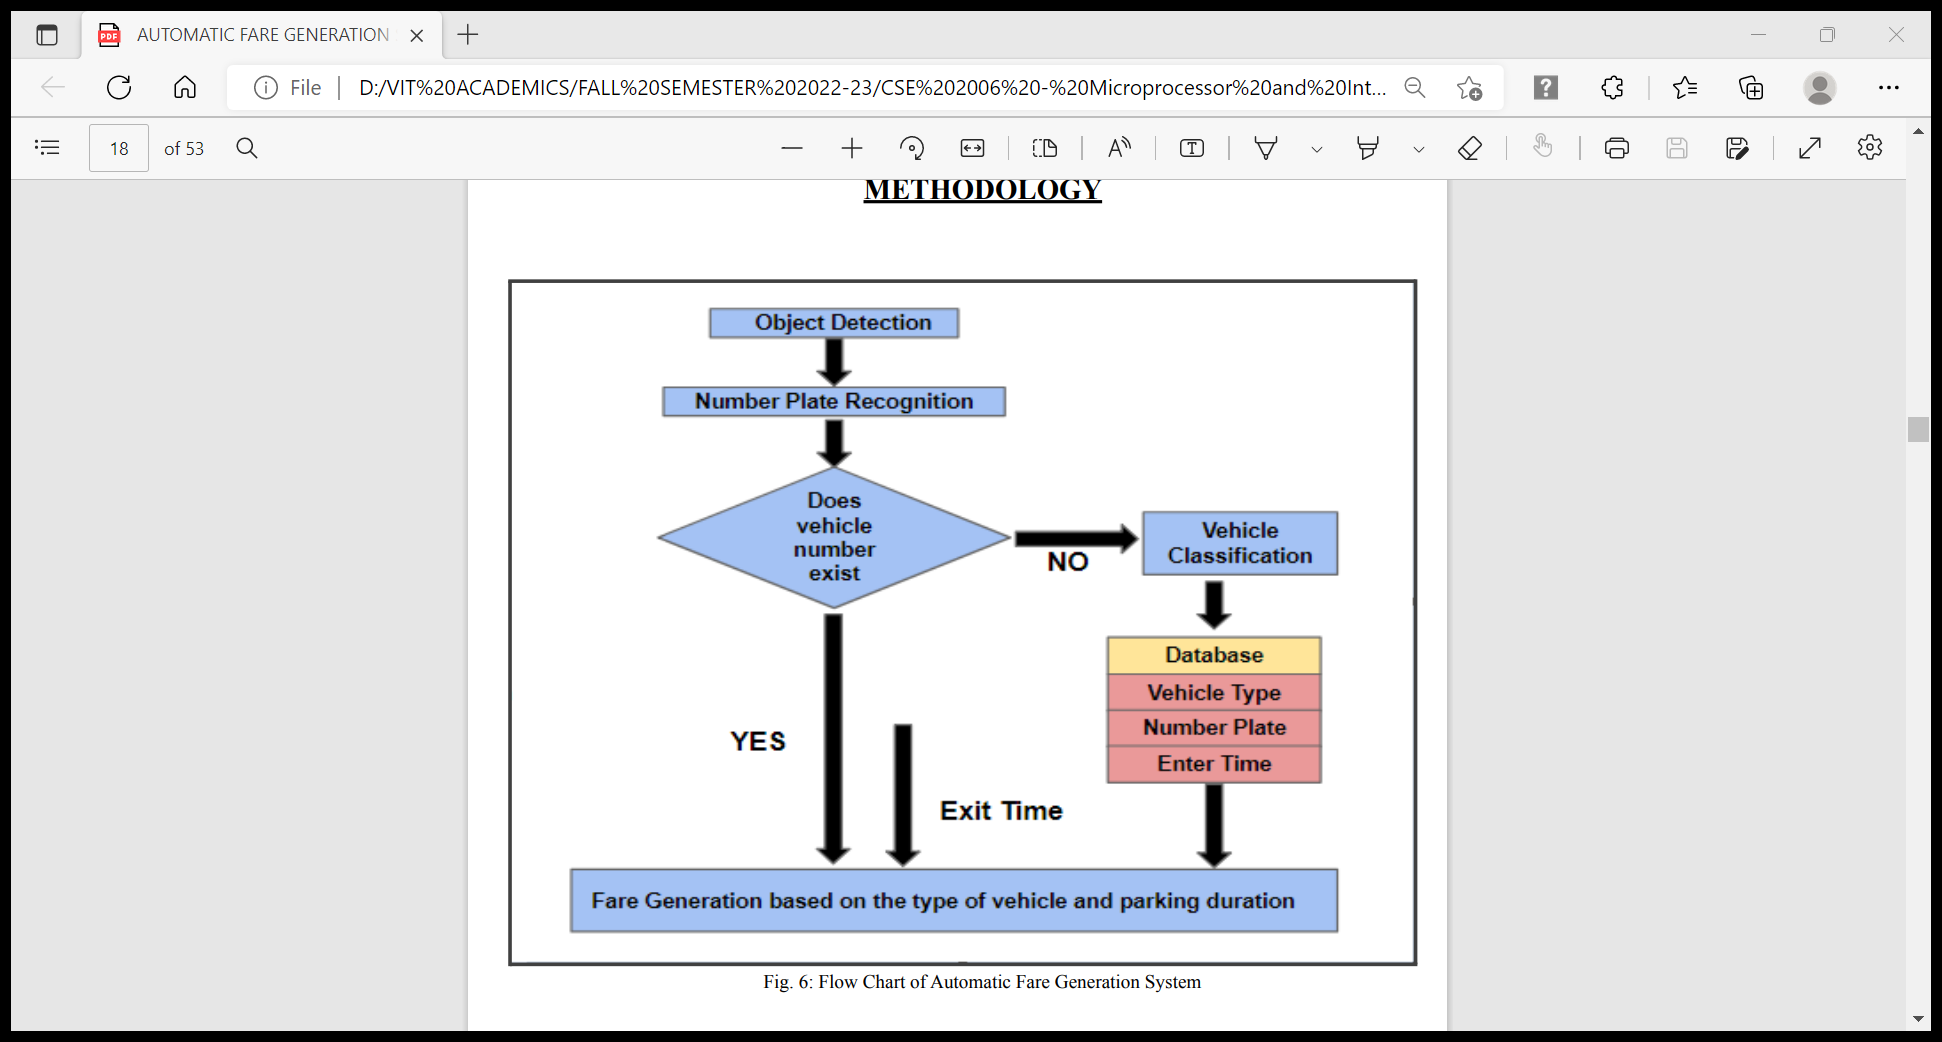 AUTOMATIC FARE GENERATION
File
D:/VIT%20ACADEMICS/FALL%20SEMESTER%202022-23/CSE%202006%20-%20Microprocessor%20and%20Int...
18 of 53
METHODOLOGY
Object Detection
Number Plate Recognition
Does
vehicle
number
exist
NO
Vehicle
Classification
Database
Vehicle Type
Number Plate
Enter Time
YES
Exit Time
Fare Generation based on the type of vehicle and parking duration
Fig. 6: Flow Chart of Automatic Fare Generation System